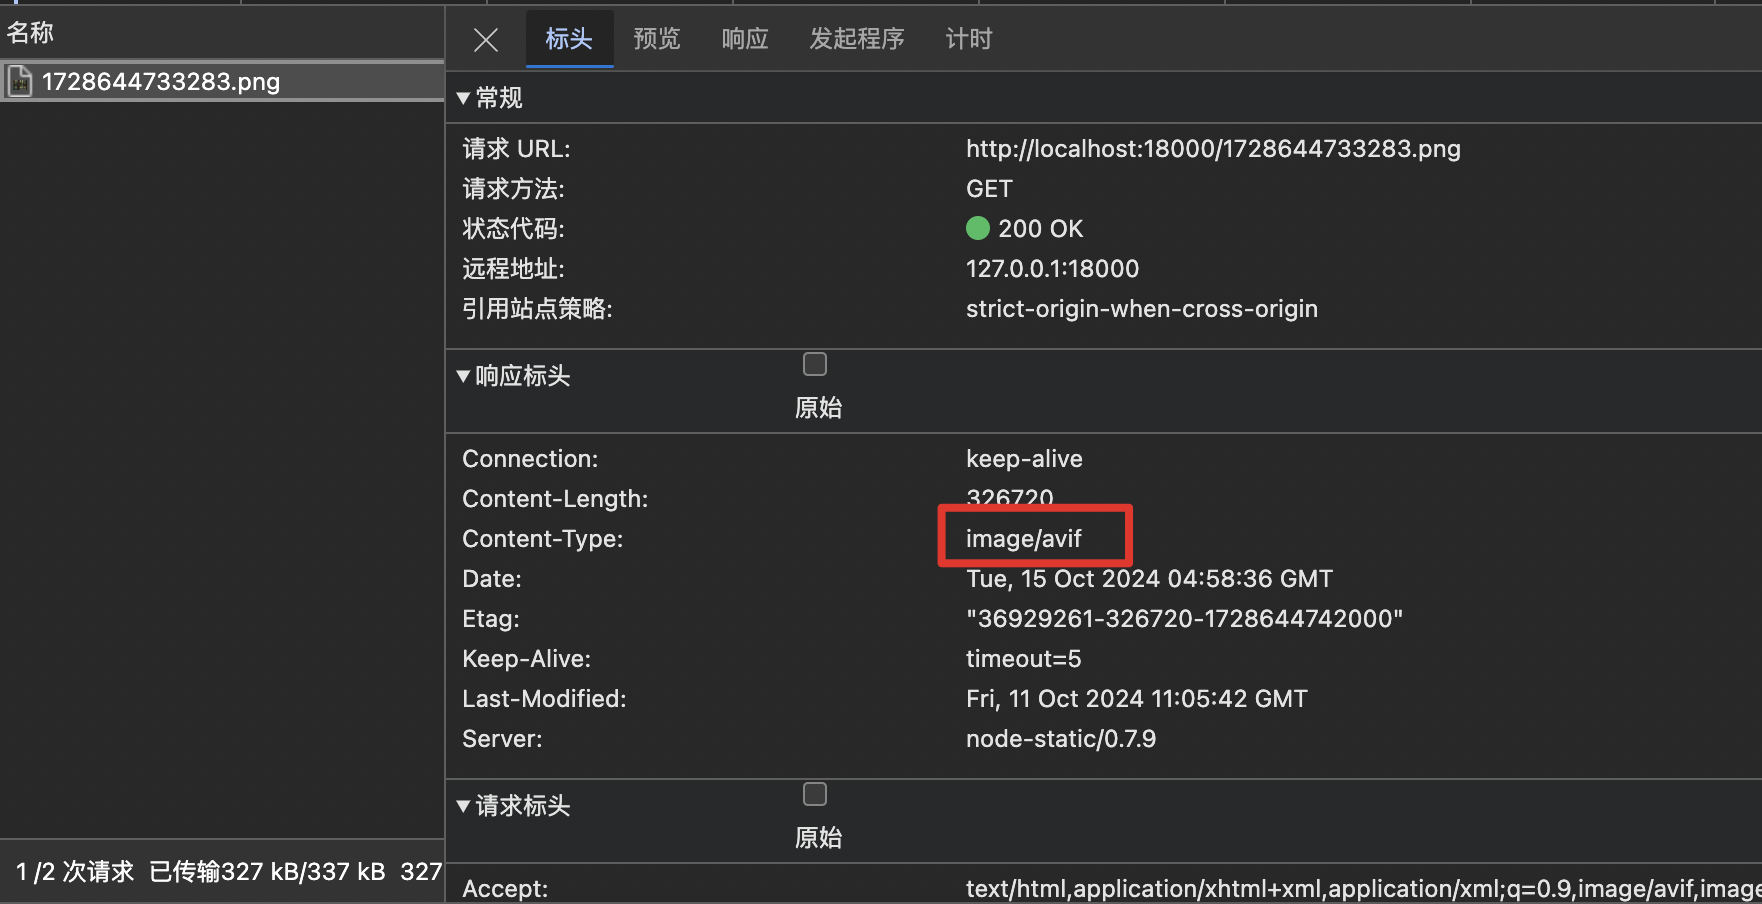 名称
1728644733283.png
1 /2 次请求 已传输327 kB/337 kB 327
标头 预览 响应 发起程序 计时
常规
请求 URL: http://localhost:18000/1728644733283.png
请求方法: GET
状态代码: 200 OK
远程地址: 127.0.0.1:18000
引用站点策略: strict-origin-when-cross-origin
响应标头
原始
Connection: keep-alive
Content-Length: 326720
Content-Type: image/avif
Date: Tue, 15 Oct 2024 04:58:36 GMT
Etag: "36929261-326720-1728644742000"
Keep-Alive: timeout=5
Last-Modified: Fri, 11 Oct 2024 11:05:42 GMT
Server: node-static/0.7.9
请求标头
原始
Accept: text/html,application/xhtml+xml,application/xml;q=0.9,image/avif,image